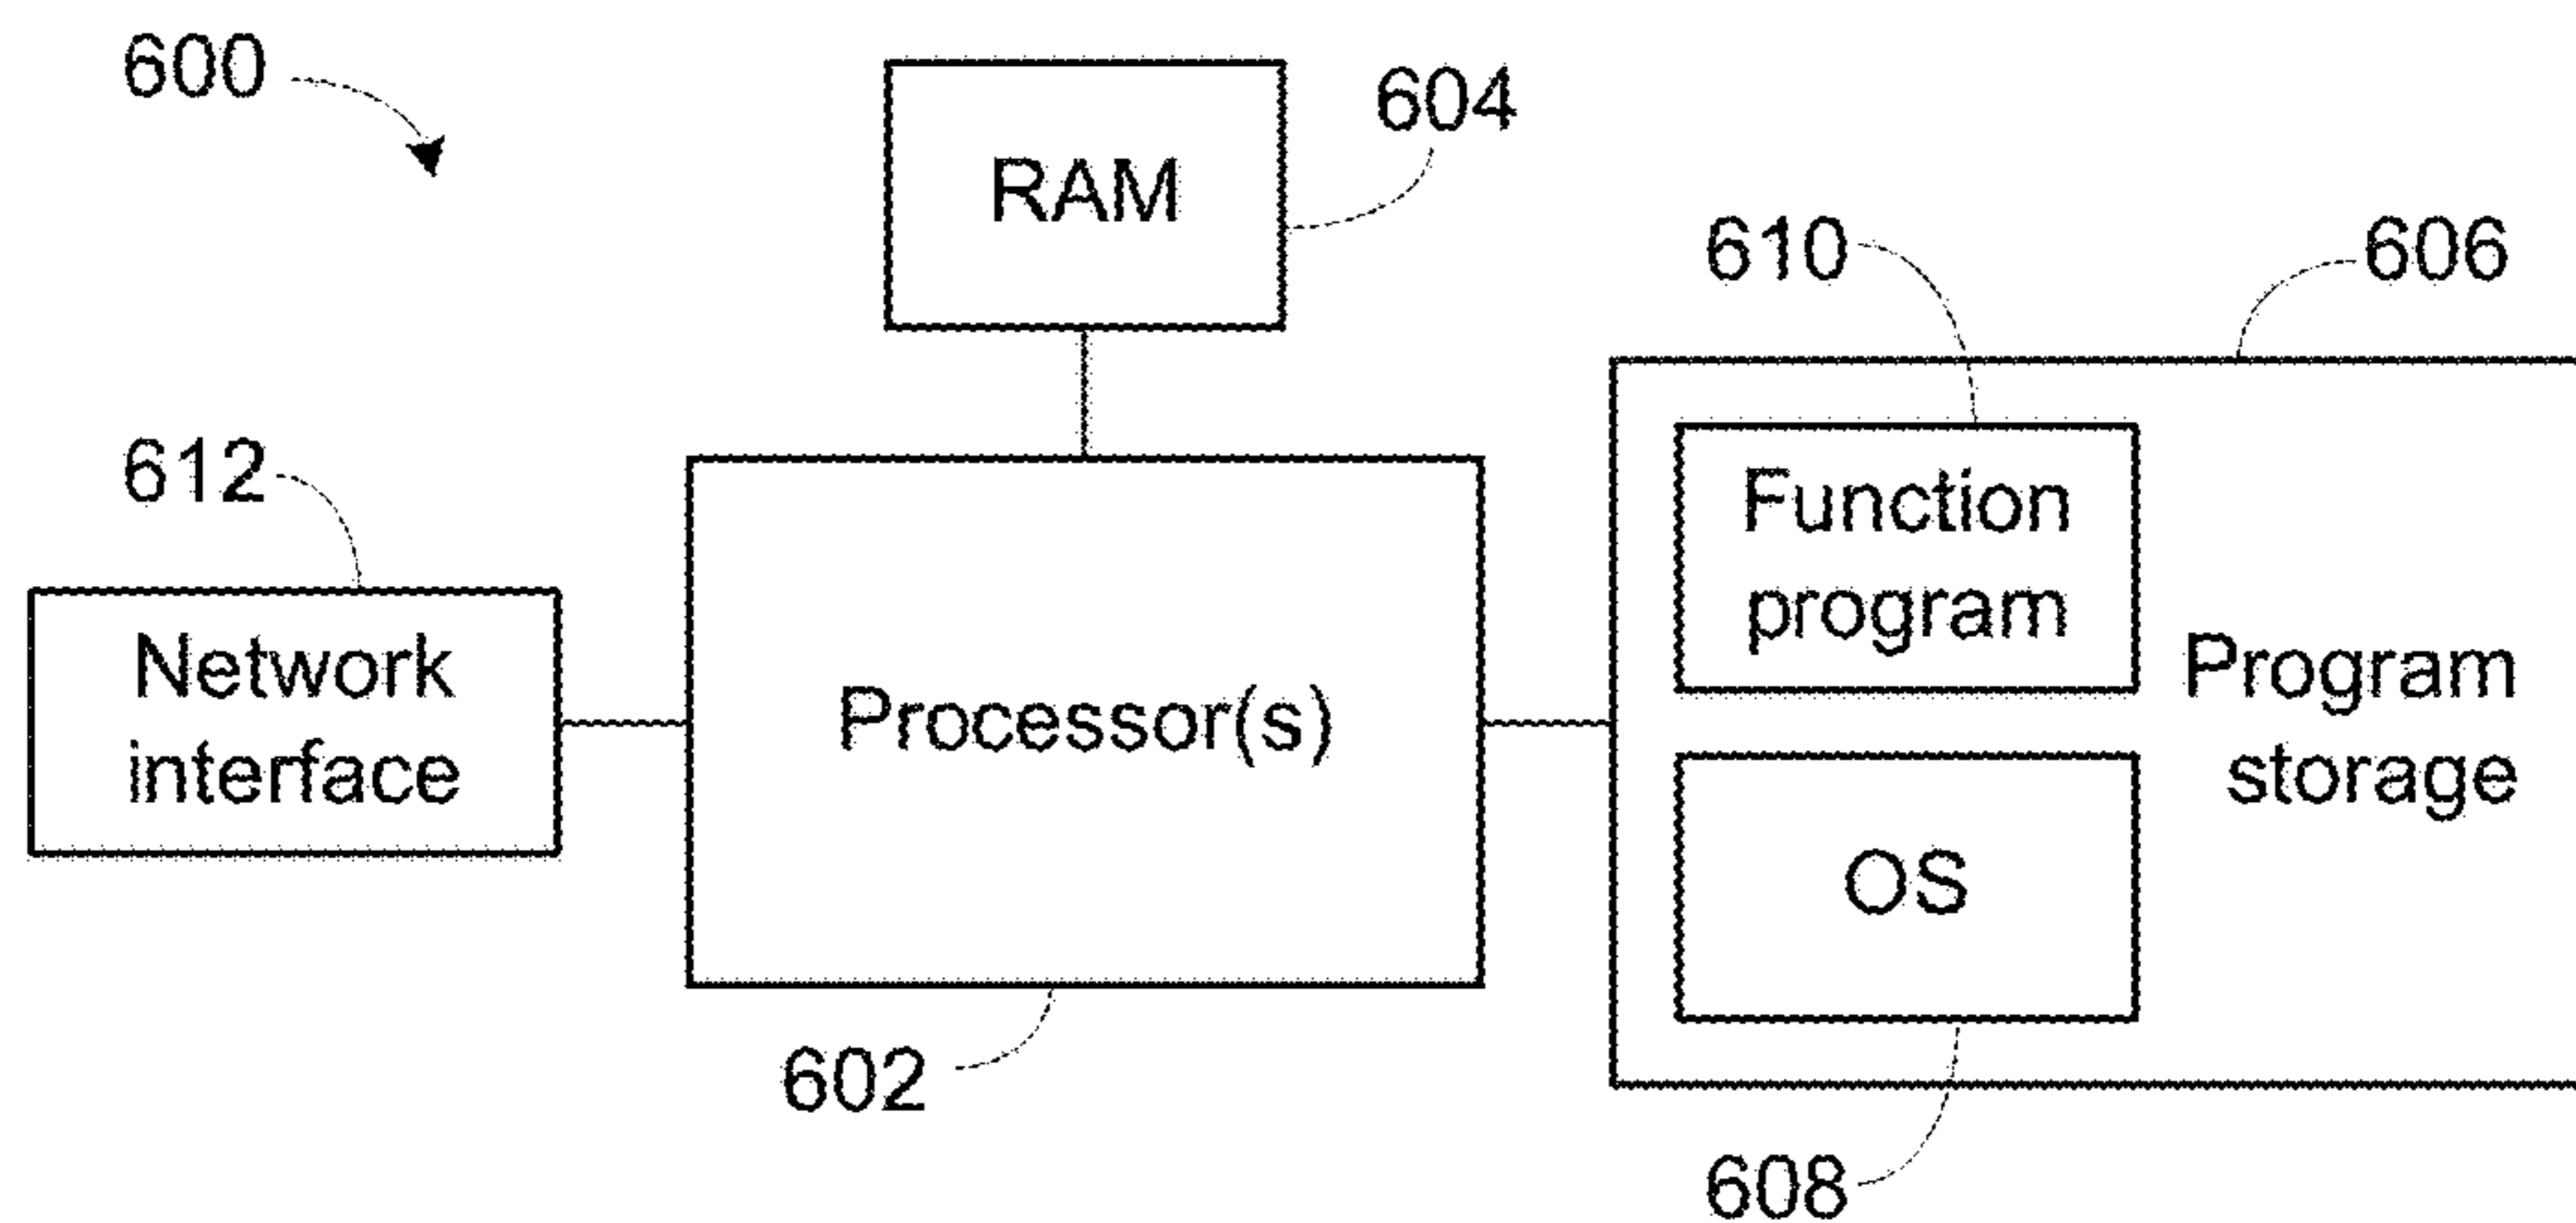 600
RAM
604
610
606
612
Function
program
Network
interface
Processor(s)
Program
storage
OS
602
608